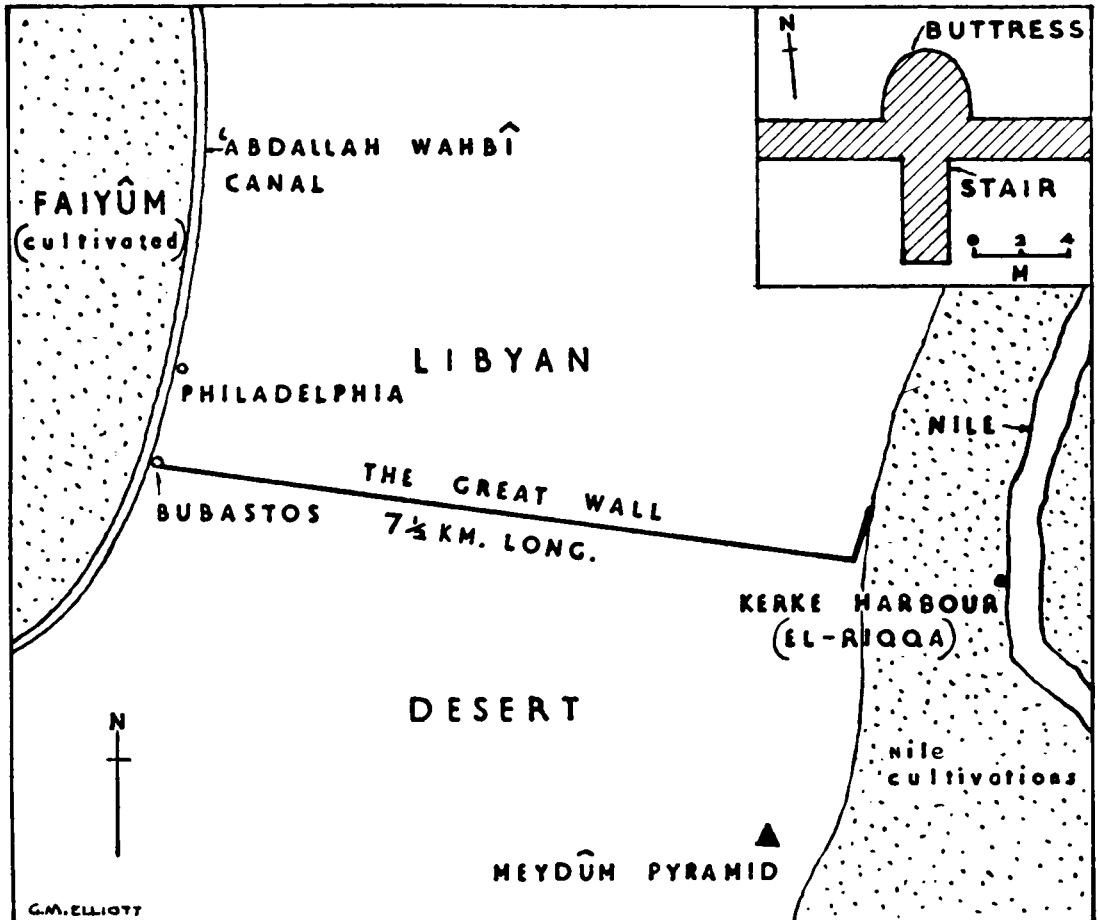 N
BUTTRESS
STAIR
0 2 4
M
‘ABDALLAH WAHBÎ
CANAL
FAIYÛM
(cultivated)
LIBYAN
PHILADELPHIA
NILE
THE GREAT WALL
7½ KM. LONG.
BUBASTOS
KERKE HARBOUR
(EL-RIQQA)
DESERT
N
Nile
cultivations
MEYDÛM PYRAMID
G.M.ELLIOTT